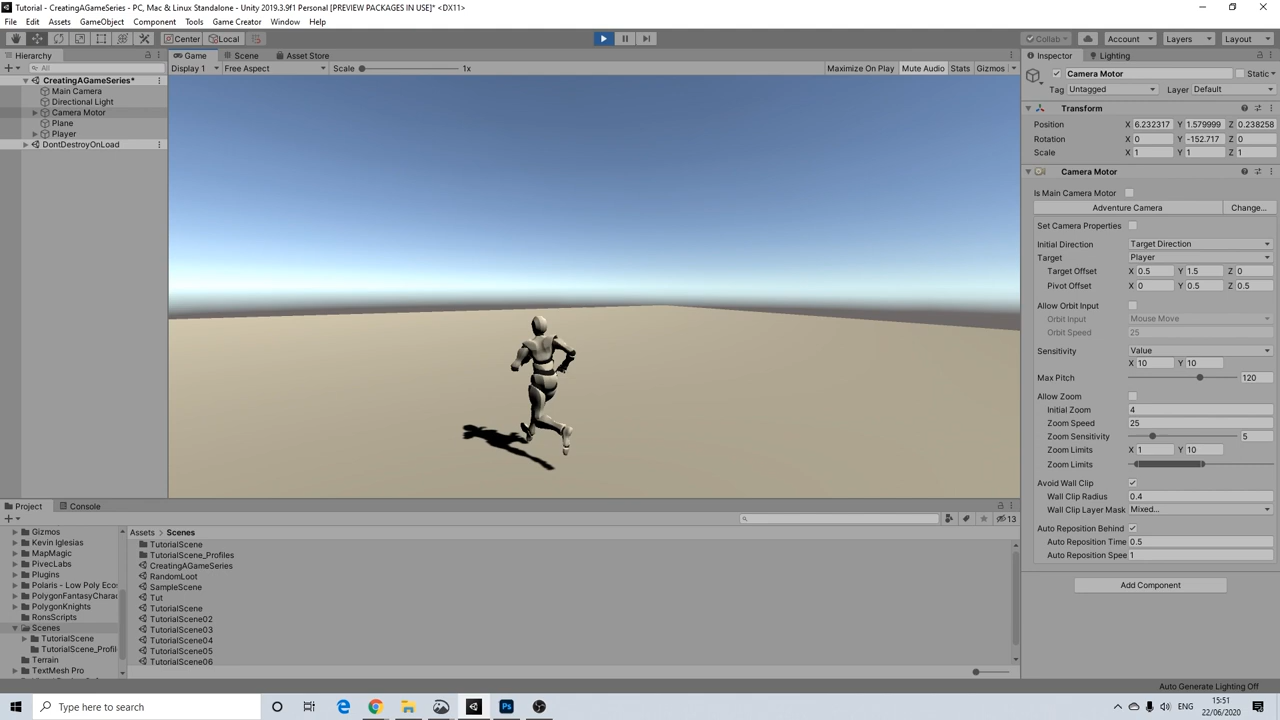 Tutorial - CreatingAGameSeries - PC, Mac & Linux Standalone - Unity 2019.3.9f1 Personal [PREVIEW PACKAGES IN USE]* <DX11>
File Edit Assets GameObject Component Tools Game Creator Window Help
Center Local Collab Account Layers Layout
Hierarchy Game Scene Asset Store Inspector Lighting
All
Display 1 Free Aspect Scale 1x Maximize On Play Mute Audio Stats Gizmos
Camera Motor Static
Tag Untagged Layer Default
CreatingAGameSeries*
Main Camera
Directional Light
Camera Motor
Plane
Player
DontDestroyOnLoad
Transform
Position X 6.232317 Y 1.579999 Z 0.238258
Rotation X 0 Y -152.717 Z 0
Scale X 1 Y 1 Z 1
Camera Motor
Is Main Camera Motor
Adventure Camera Change...
Set Camera Properties
Initial Direction Target Direction
Target Player
Target Offset X 0.5 Y 1.5 Z 0
Pivot Offset X 0 Y 0.5 Z 0.5
Allow Orbit Input
Orbit Input Mouse Move
Orbit Speed 25
Sensitivity Value
X 10 Y 10
Max Pitch 120
Allow Zoom
Initial Zoom 4
Zoom Speed 25
Zoom Sensitivity 5
Zoom Limits X 1 Y 10
Zoom Limits
Avoid Wall Clip
Wall Clip Radius 0.4
Wall Clip Layer Mask Mixed...
Auto Reposition Behind
Auto Reposition Time 0.5
Auto Reposition Spee 1
Add Component
Project Console
13
Assets > Scenes
Gizmos
Kevin Iglesias
MapMagic
PivecLabs
Plugins
Polaris - Low Poly Eco
PolygonFantasyCharac
PolygonKnights
RonsScripts
Scenes
TutorialScene
TutorialScene_Profil
Terrain
TextMesh Pro
TutorialScene
TutorialScene_Profiles
CreatingAGameSeries
RandomLoot
SampleScene
Tut
TutorialScene
TutorialScene02
TutorialScene03
TutorialScene04
TutorialScene05
TutorialScene06
Auto Generate Lighting Off
Type here to search
ENG
15:51
22/06/2020